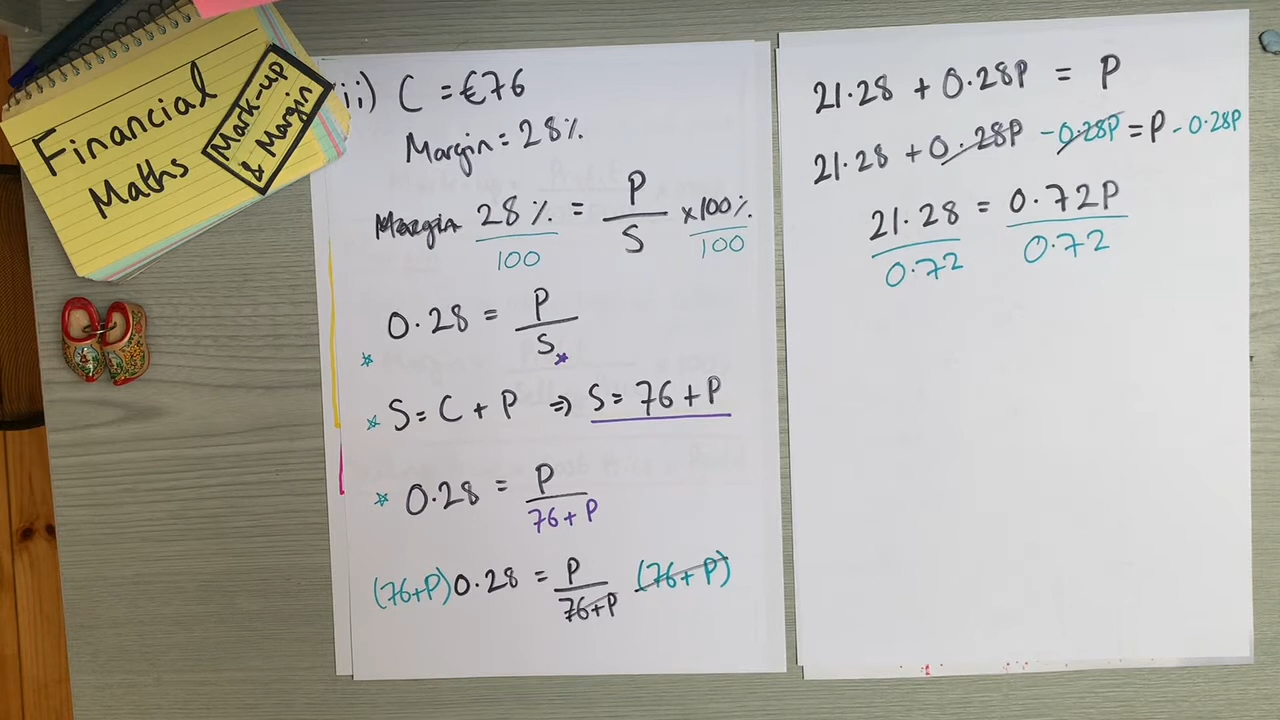 Financial
Maths
Mark-up
& Margin
ii) C = €76
Margin = 28%
Margin 28% / 100 = P / S × 100% / 100
0.28 = P / S *
* S = C + P ⇒ S = 76 + P
* 0.28 = P / 76 + P
(76+P) 0.28 = P / 76+P (76+P)
21.28 + 0.28P = P
21.28 + 0.28P - 0.28P = P - 0.28P
21.28 / 0.72 = 0.72P / 0.72